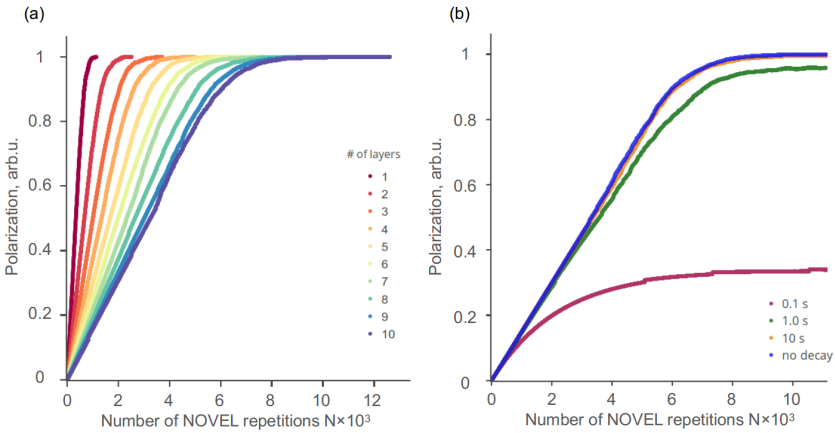 (a)
Polarization, arb.u.
1
0.8
0.6
0.4
0.2
0
0 2 4 6 8 10 12
Number of NOVEL repetitions N×10³
# of layers
1
2
3
4
5
6
7
8
9
10
(b)
Polarization, arb.u.
1
0.8
0.6
0.4
0.2
0
0 2 4 6 8 10
Number of NOVEL repetitions N×10³
0.1 s
1.0 s
10 s
no decay